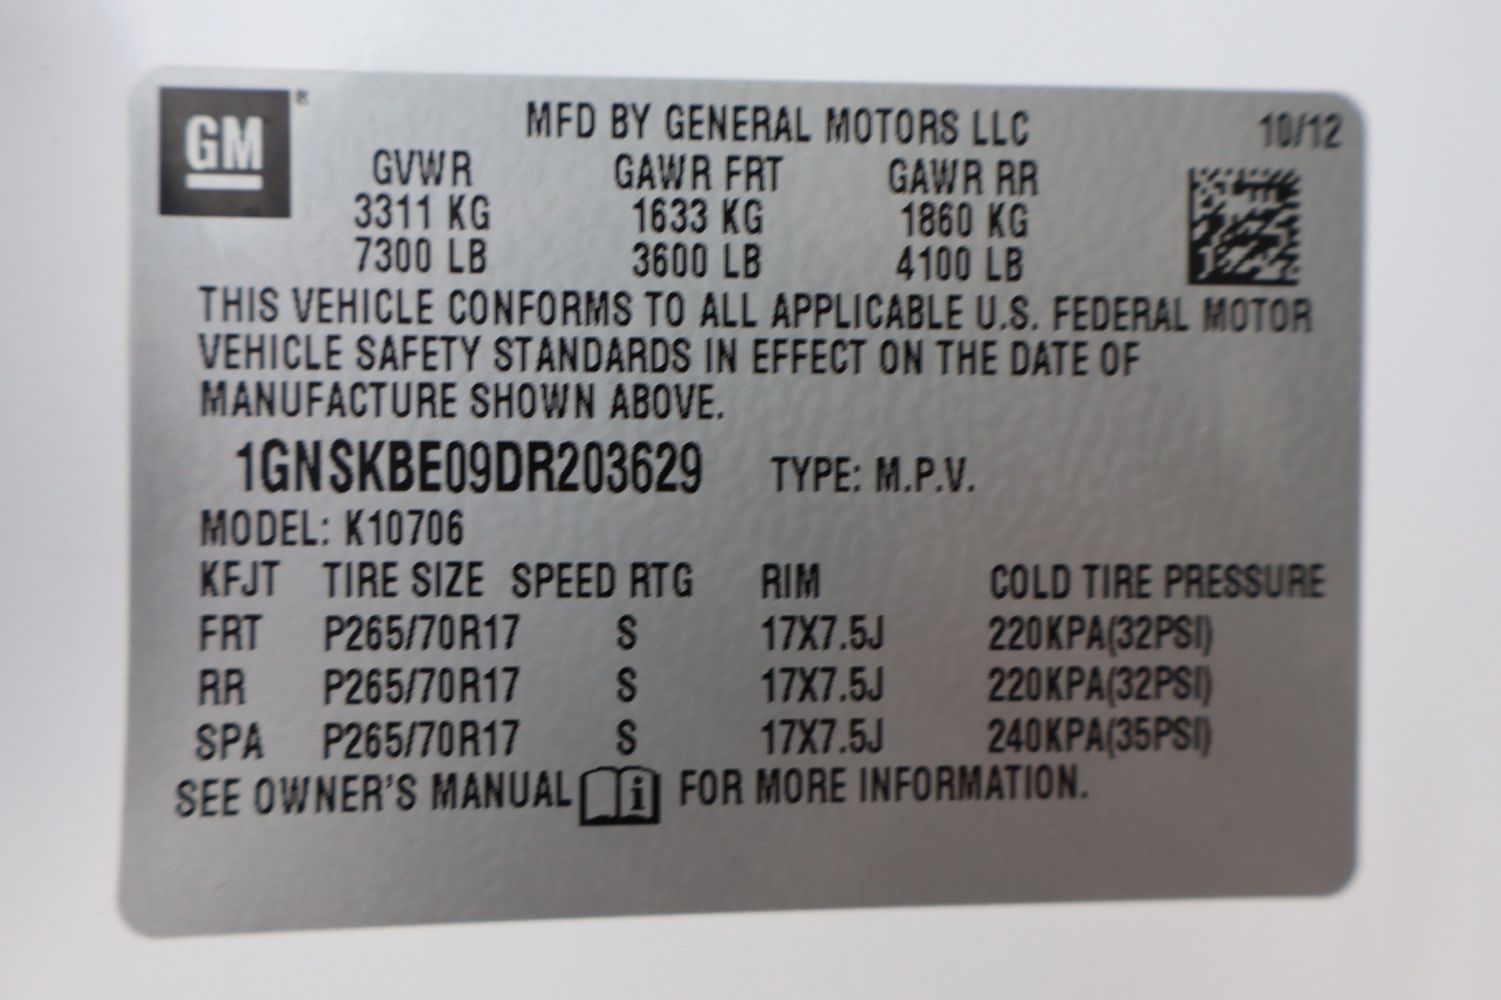 GM®
MFD BY GENERAL MOTORS LLC 10/12
GVWR GAWR FRT GAWR RR
3311 KG 1633 KG 1860 KG
7300 LB 3600 LB 4100 LB
THIS VEHICLE CONFORMS TO ALL APPLICABLE U.S. FEDERAL MOTOR
VEHICLE SAFETY STANDARDS IN EFFECT ON THE DATE OF
MANUFACTURE SHOWN ABOVE.
1GNSKBE09DR203629 TYPE: M.P.V.
MODEL: K10706
KFJT TIRE SIZE SPEED RTG RIM COLD TIRE PRESSURE
FRT P265/70R17 S 17X7.5J 220KPA(32PSI)
RR P265/70R17 S 17X7.5J 220KPA(32PSI)
SPA P265/70R17 S 17X7.5J 240KPA(35PSI)
SEE OWNER'S MANUAL i FOR MORE INFORMATION.